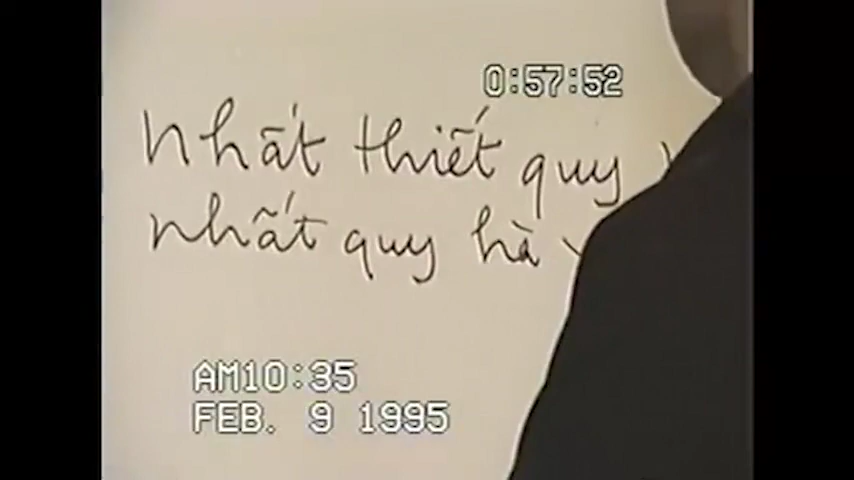 0:57:52
Nhất thiết quy
nhất quy hà
AM10:35
FEB. 9 1995